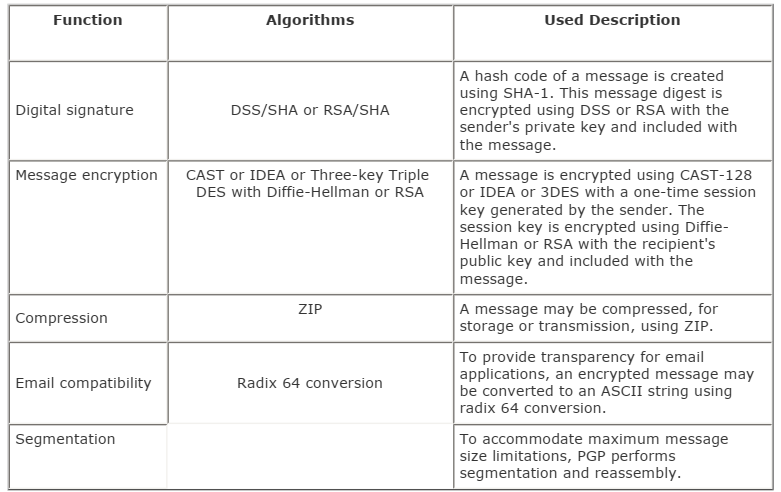 Function
Algorithms
Used Description
Digital signature
DSS/SHA or RSA/SHA
A hash code of a message is created
using SHA-1. This message digest is
encrypted using DSS or RSA with the
sender's private key and included with
the message.
Message encryption
CAST or IDEA or Three-key Triple
DES with Diffie-Hellman or RSA
A message is encrypted using CAST-128
or IDEA or 3DES with a one-time session
key generated by the sender. The
session key is encrypted using Diffie-
Hellman or RSA with the recipient's
public key and included with the
message.
Compression
ZIP
A message may be compressed, for
storage or transmission, using ZIP.
Email compatibility
Radix 64 conversion
To provide transparency for email
applications, an encrypted message may
be converted to an ASCII string using
radix 64 conversion.
Segmentation
To accommodate maximum message
size limitations, PGP performs
segmentation and reassembly.